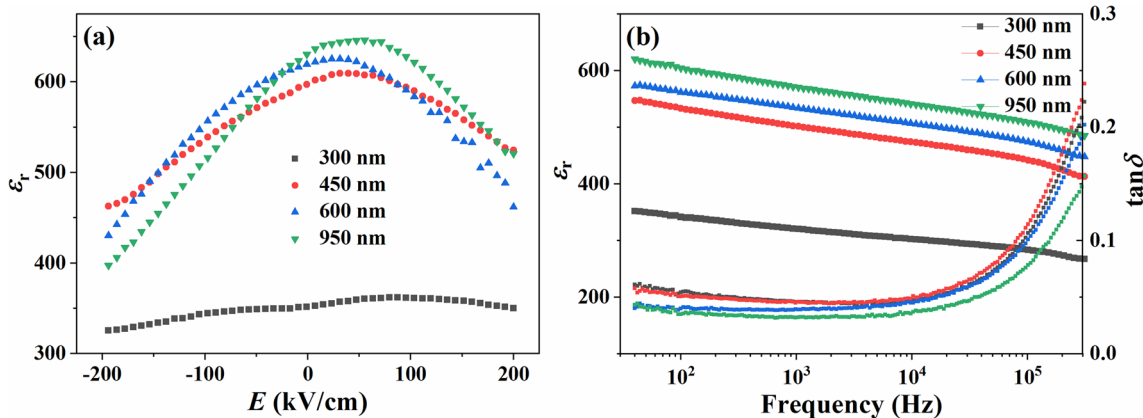 (a)
εr
600
500
400
300
-200 -100 0 100 200
E (kV/cm)
300 nm
450 nm
600 nm
950 nm
(b)
εr
600
400
200
10² 10³ 10⁴ 10⁵
Frequency (Hz)
300 nm
450 nm
600 nm
950 nm
0.3
0.2
0.1
0.0
tanδ